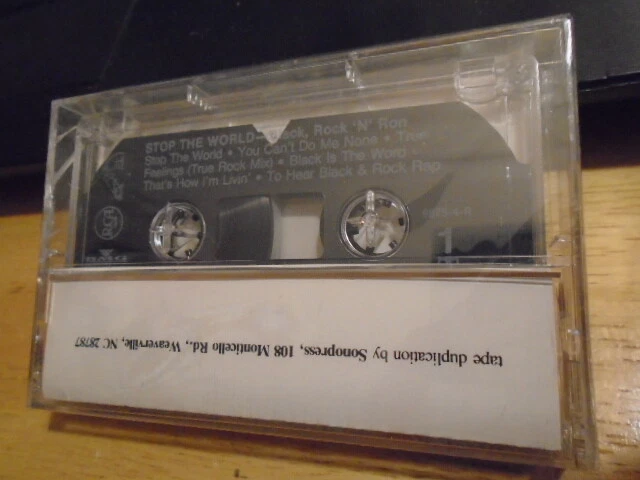 STOP THE WORLD—Black, Rock 'N' Ron
Stop The World • You Can't Do Me None •
Feelings (True Rock Mix) • Black Is The Word •
That's How I'm Livin' • To Hear Black & Rock Rap
RCA
BMG
1
tape duplication by Sonopress, 108 Monticello Rd., Weaverville, NC 28787